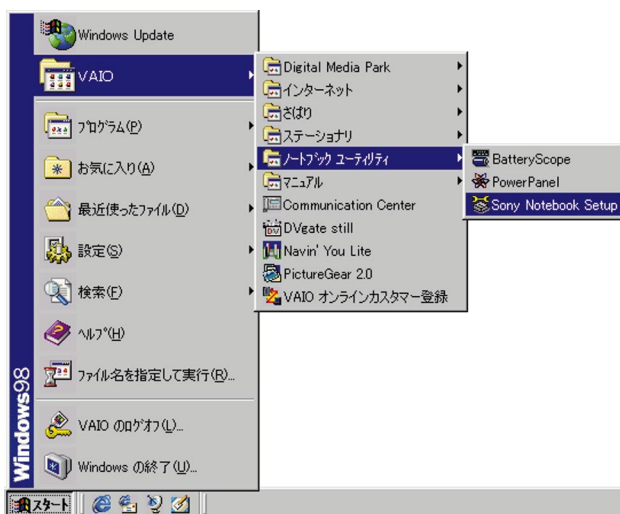 Windows Update
VAIO
プログラム(P)
お気に入り(A)
最近使ったファイル(D)
設定(S)
検索(F)
ヘルプ(H)
ファイル名を指定して実行(R)...
VAIO のログオフ(L)...
Windows の終了(U)...
Windows98
スタート
Digital Media Park
インターネット
さぱり
ステーショナリ
ノートブック ユーティリティ
マニュアル
Communication Center
DVgate still
Navin' You Lite
PictureGear 2.0
VAIO オンラインカスタマー登録
BatteryScope
PowerPanel
Sony Notebook Setup